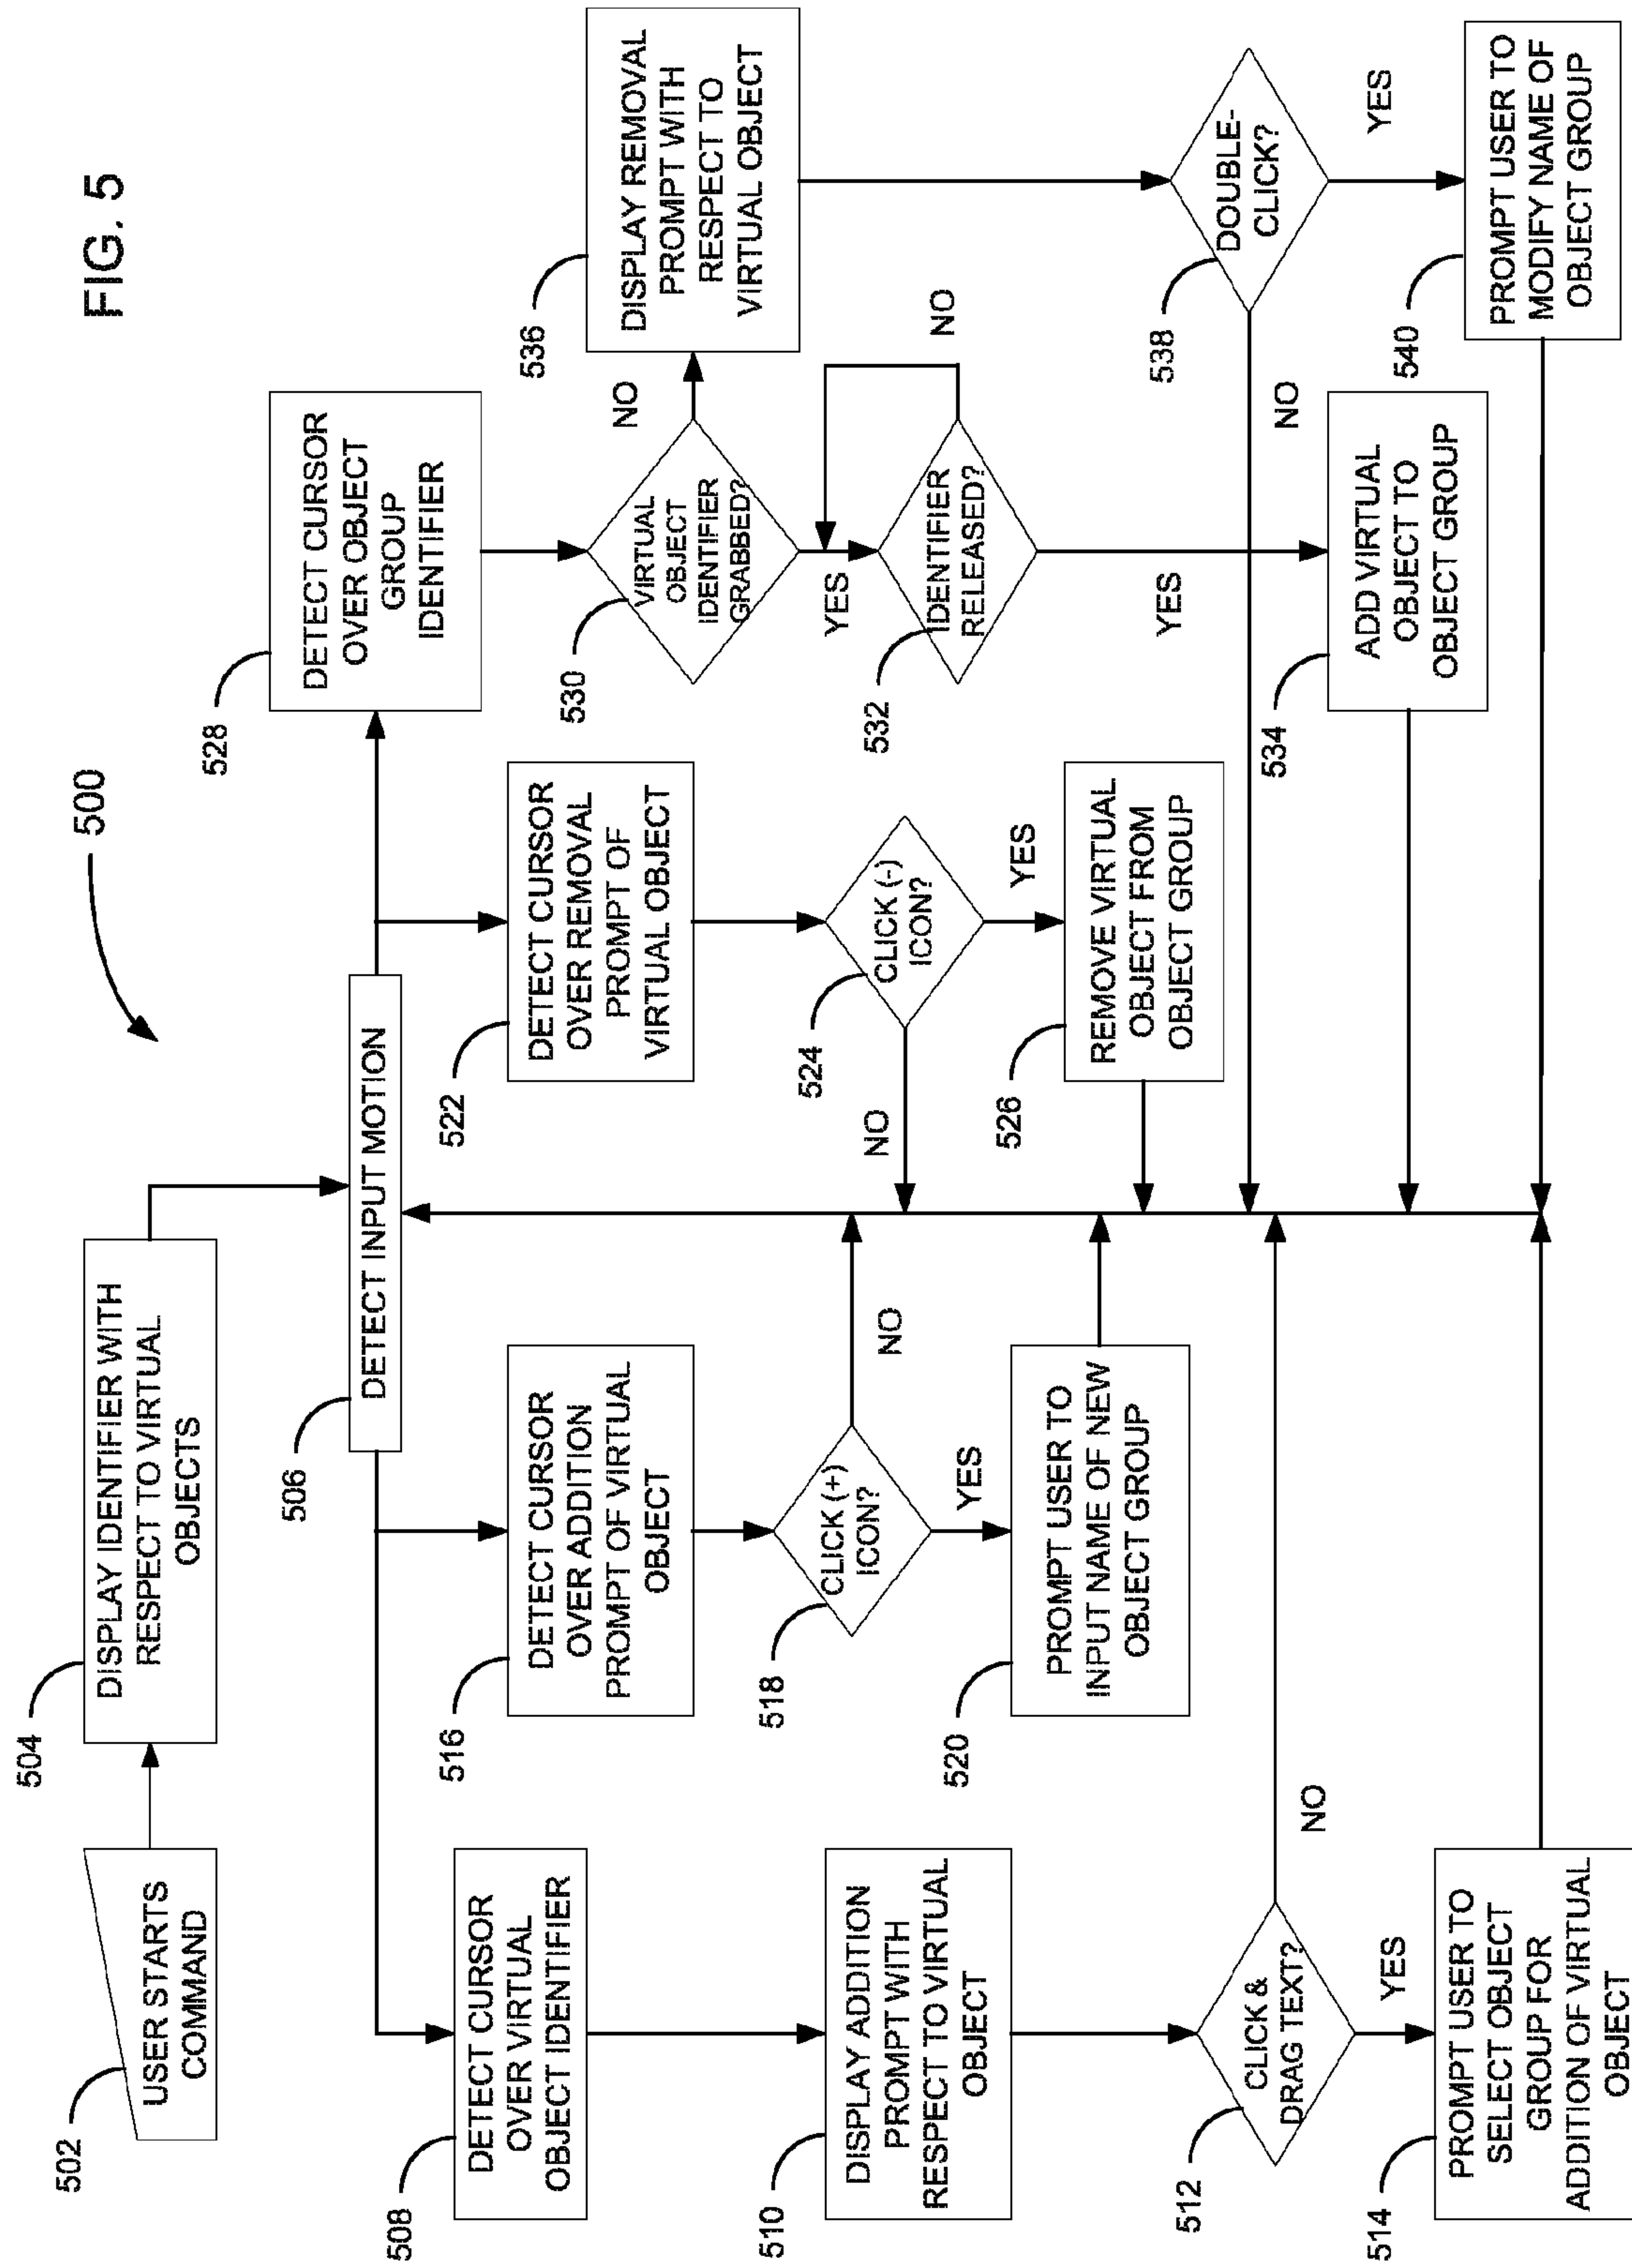 FIG. 5
500
502
USER STARTS
COMMAND
504
DISPLAY IDENTIFIER WITH
RESPECT TO VIRTUAL
OBJECTS
506
DETECT INPUT MOTION
508
DETECT CURSOR
OVER VIRTUAL
OBJECT IDENTIFIER
510
DISPLAY ADDITION
PROMPT WITH
RESPECT TO VIRTUAL
OBJECT
512
CLICK &
DRAG TEXT?
NO
YES
514
PROMPT USER TO
SELECT OBJECT
GROUP FOR
ADDITION OF VIRTUAL
OBJECT
516
DETECT CURSOR
OVER ADDITION
PROMPT OF VIRTUAL
OBJECT
518
CLICK (+)
ICON?
NO
YES
520
PROMPT USER TO
INPUT NAME OF NEW
OBJECT GROUP
522
DETECT CURSOR
OVER REMOVAL
PROMPT OF
VIRTUAL OBJECT
524
CLICK (-)
ICON?
NO
YES
526
REMOVE VIRTUAL
OBJECT FROM
OBJECT GROUP
528
DETECT CURSOR
OVER OBJECT
GROUP
IDENTIFIER
530
VIRTUAL
OBJECT
IDENTIFIER
GRABBED?
NO
YES
532
IDENTIFIER
RELEASED?
NO
YES
534
ADD VIRTUAL
OBJECT TO
OBJECT GROUP
536
DISPLAY REMOVAL
PROMPT WITH
RESPECT TO
VIRTUAL OBJECT
538
DOUBLE-
CLICK?
NO
YES
540
PROMPT USER TO
MODIFY NAME OF
OBJECT GROUP